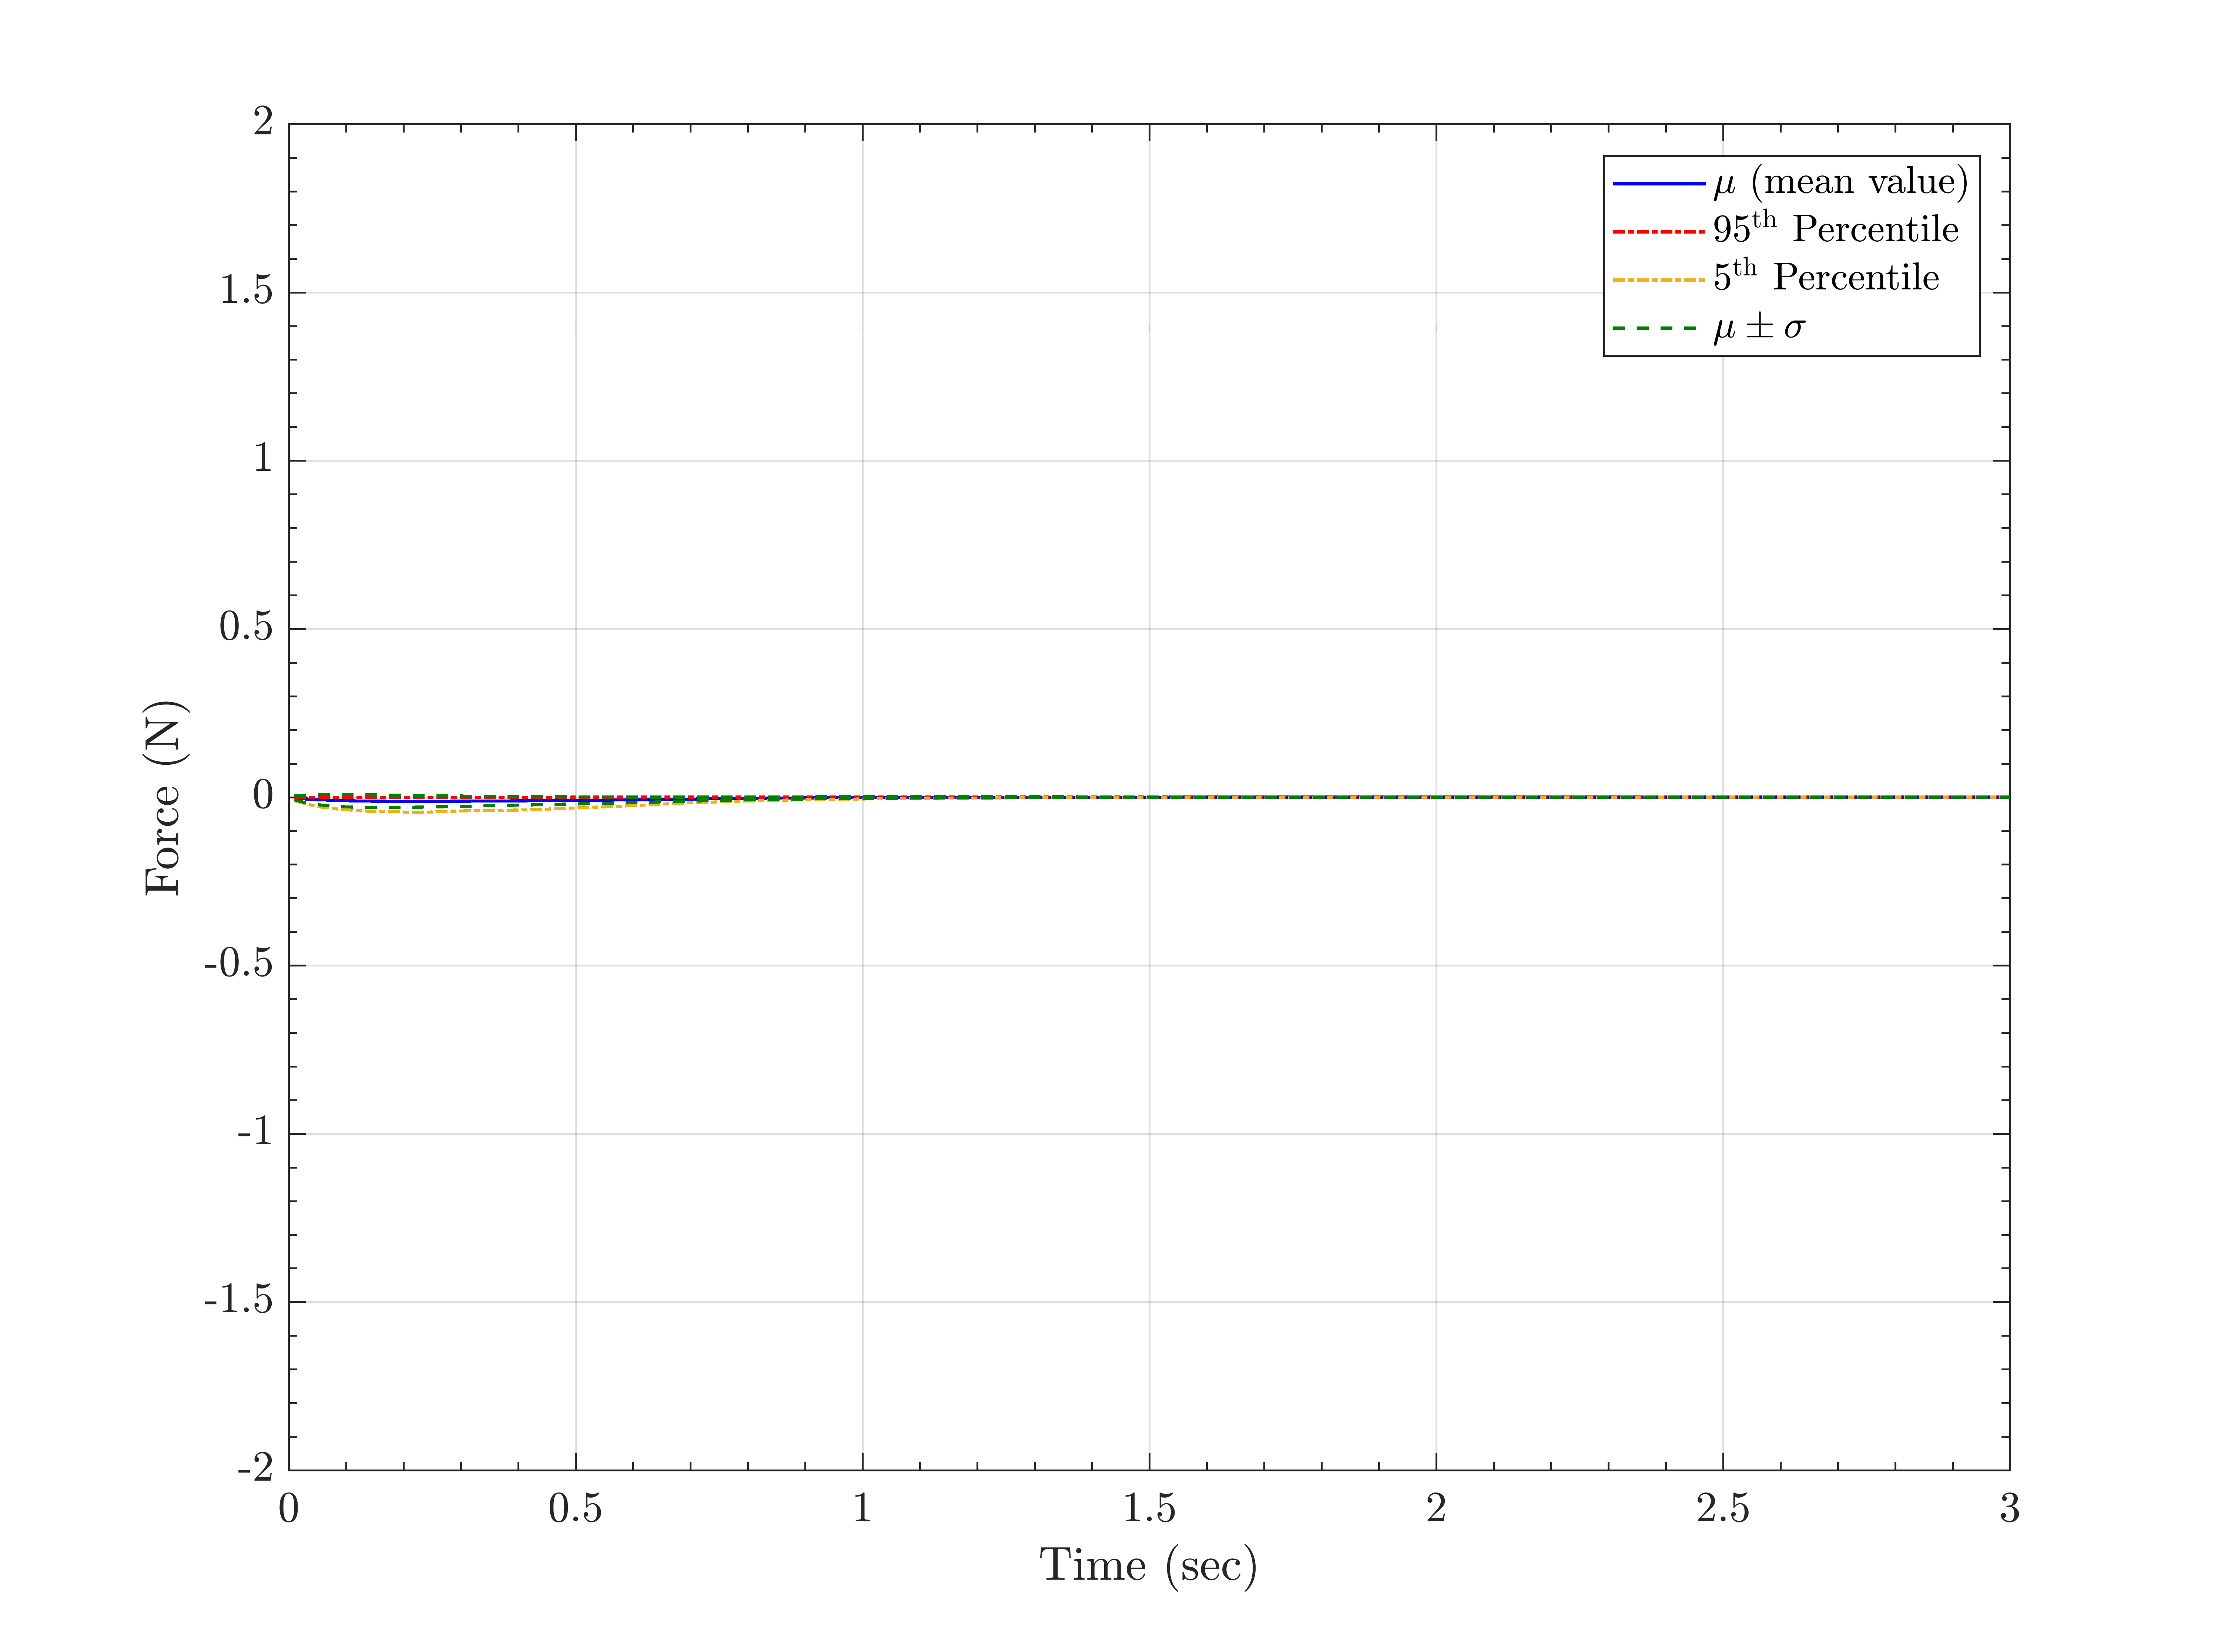 2
1.5
1
0.5
0
-0.5
-1
-1.5
-2
Force (N)
μ (mean value)
95th Percentile
5th Percentile
μ ± σ
0 0.5 1 1.5 2 2.5 3
Time (sec)